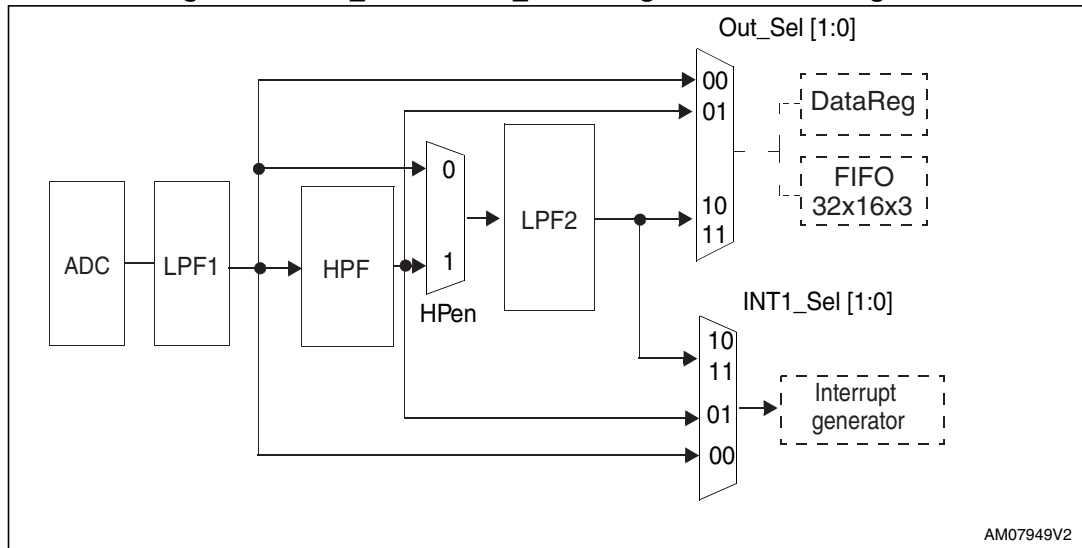 Out_Sel [1:0]
00
01
DataReg
0
FIFO
32x16x3
10
11
ADC
LPF1
HPF
LPF2
1
HPen
INT1_Sel [1:0]
10
11
01
00
Interrupt
generator
AM07949V2